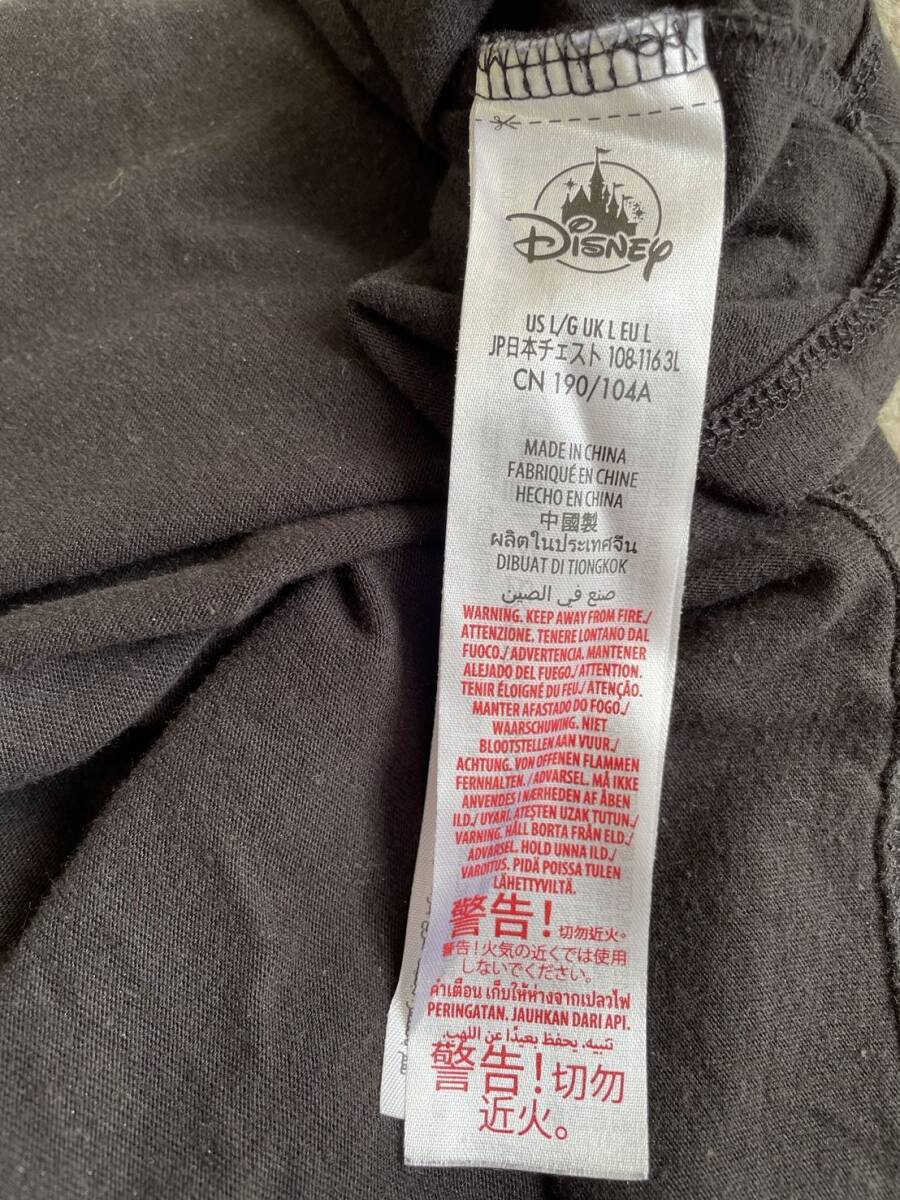 Disney
US L/G UK L EU L
JP日本チェスト 108-116 3L
CN 190/104A
MADE IN CHINA
FABRIQUÉ EN CHINE
HECHO EN CHINA
中國製
ผลิตในประเทศจีน
DIBUAT DI TIONGKOK
صنع في الصين
WARNING. KEEP AWAY FROM FIRE./
ATTENZIONE. TENERE LONTANO DAL
FUOCO./ ADVERTENCIA. MANTENER
ALEJADO DEL FUEGO./ ATTENTION.
TENIR ÉLOIGNÉ DU FEU./ ATENÇÃO.
MANTER AFASTADO DO FOGO./
WAARSCHUWING. NIET
BLOOTSTELLEN AAN VUUR./
ACHTUNG. VON OFFENEN FLAMMEN
FERNHALTEN. /ADVARSEL. MÅ IKKE
ANVENDES I NÆRHEDEN AF ÅBEN
ILD./ UYARI. ATEŞTEN UZAK TUTUN./
VARNING. HÅLL BORTA FRÅN ELD./
ADVARSEL. HOLD UNNA ILD./
VAROITUS. PIDÄ POISSA TULEN
LÄHETTYVILTÄ.
警告！切勿近火。
警告！火気の近くでは使用
しないでください。
คำเตือน เก็บให้ห่างจากเปลวไฟ
PERINGATAN. JAUHKAN DARI API.
تنبيه. يحفظ بعيدًا عن اللهب.
警告！切勿
近火。